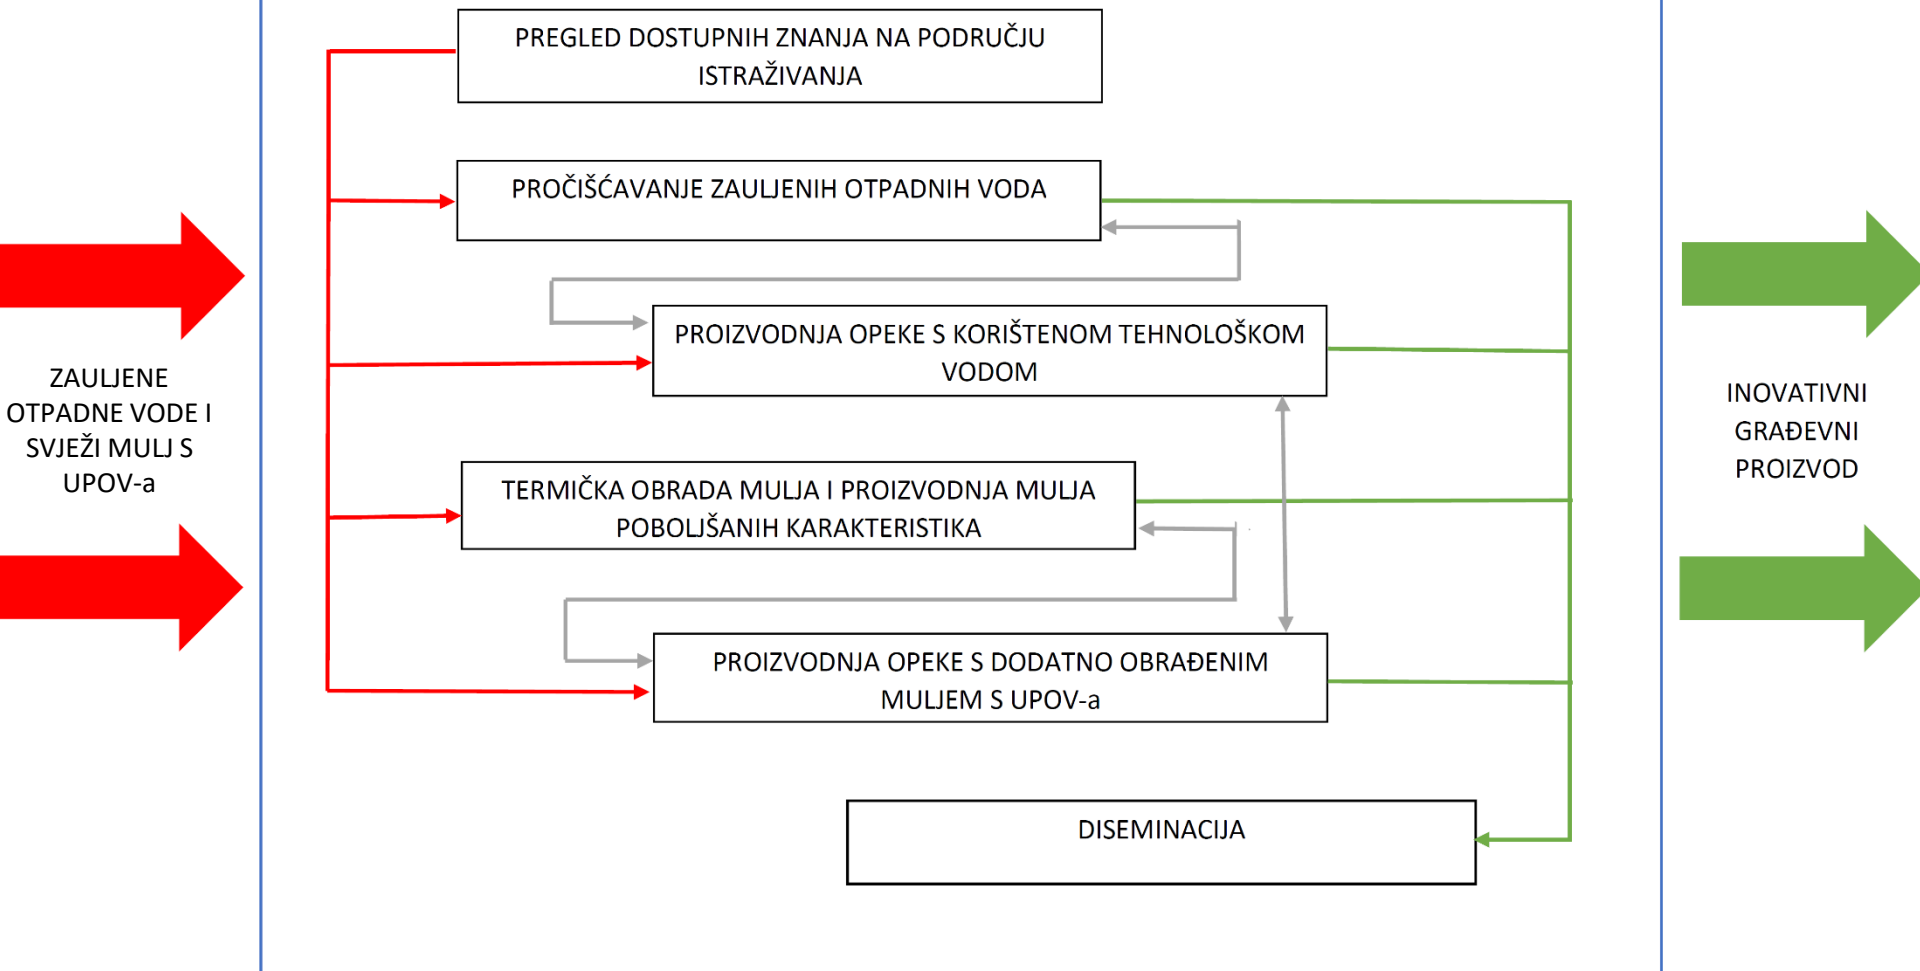 ZAULJENE
OTPADNE VODE I
SVJEŽI MULJ S
UPOV-a
PREGLED DOSTUPNIH ZNANJA NA PODRUČJU
ISTRAŽIVANJA
PROČIŠĆAVANJE ZAULJENIH OTPADNIH VODA
PROIZVODNJA OPEKE S KORIŠTENOM TEHNOLOŠKOM
VODOM
TERMIČKA OBRADA MULJA I PROIZVODNJA MULJA
POBOLJŠANIH KARAKTERISTIKA
PROIZVODNJA OPEKE S DODATNO OBRAĐENIM
MULJEM S UPOV-a
DISEMINACIJA
INOVATIVNI
GRAĐEVNI
PROIZVOD